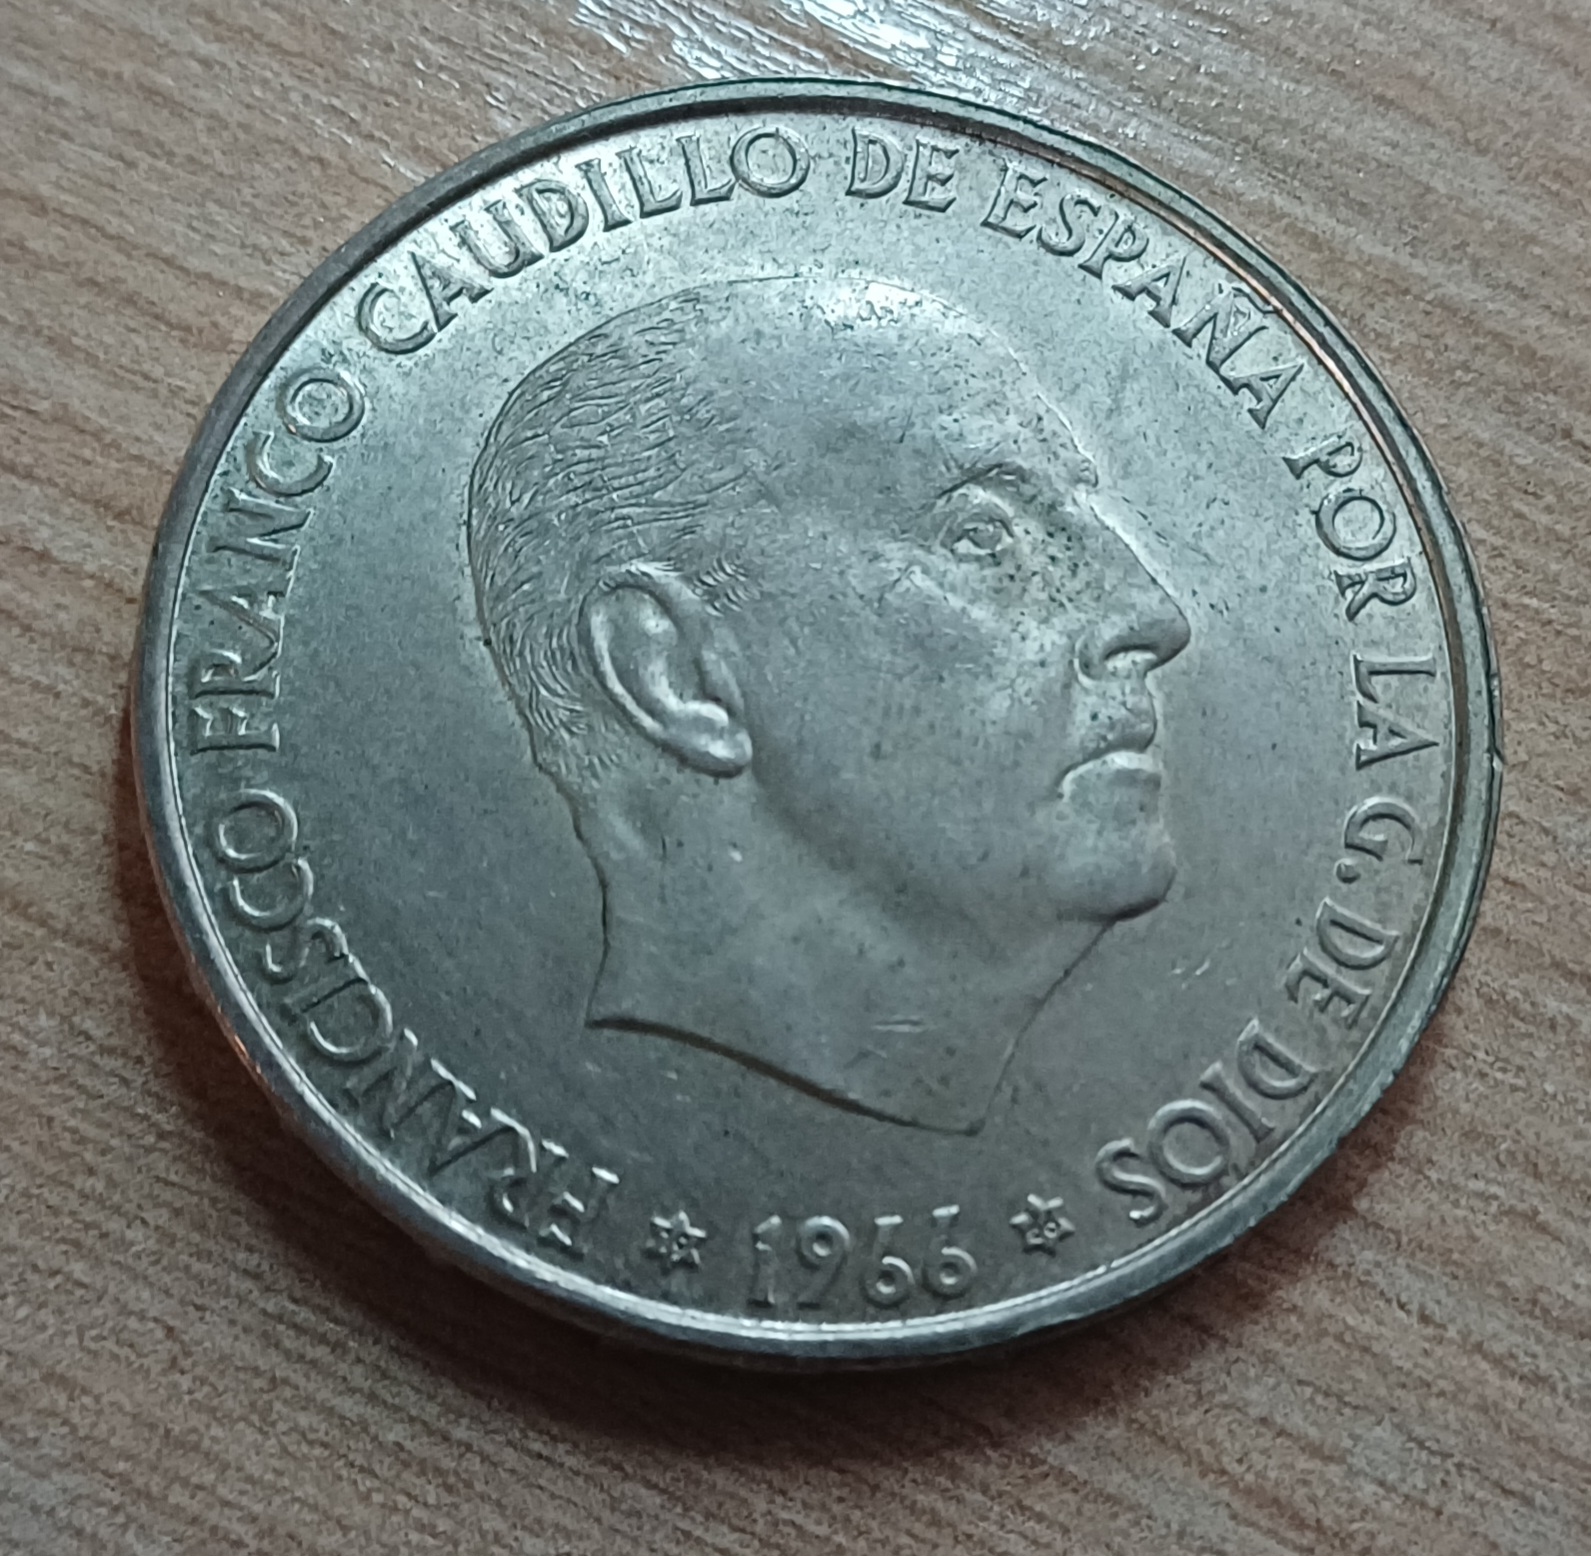 FRANCISCO FRANCO CAUDILLO DE ESPAÑA POR LA G. DE DIOS
1966